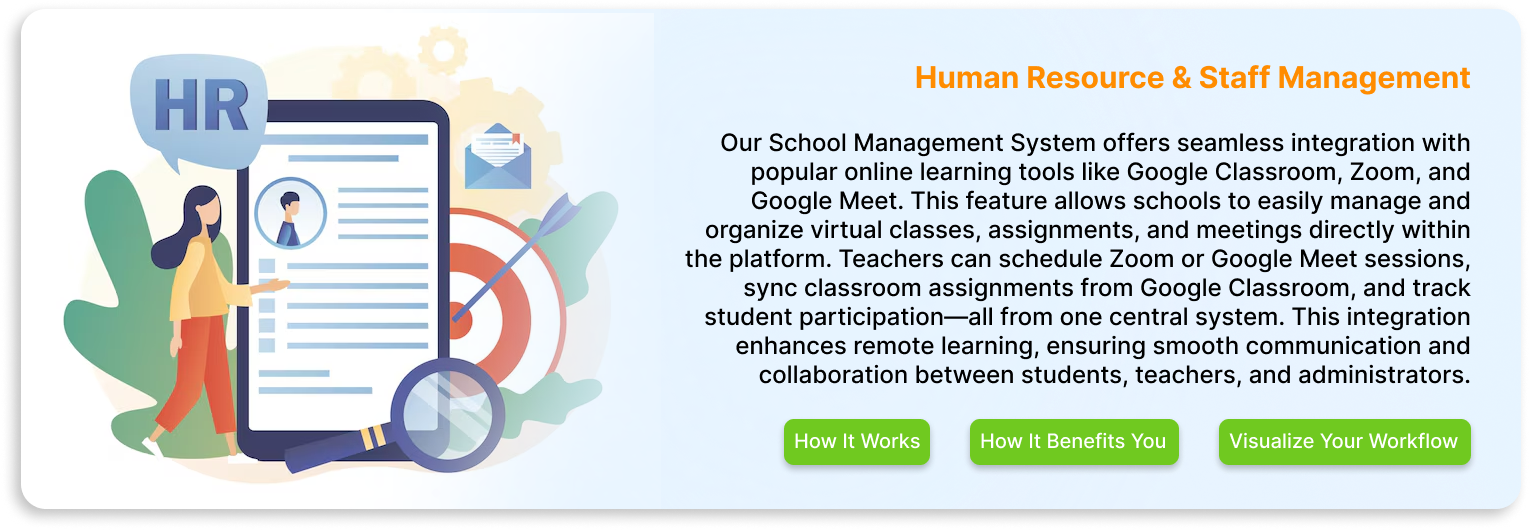 HR
Human Resource & Staff Management
Our School Management System offers seamless integration with
popular online learning tools like Google Classroom, Zoom, and
Google Meet. This feature allows schools to easily manage and
organize virtual classes, assignments, and meetings directly within
the platform. Teachers can schedule Zoom or Google Meet sessions,
sync classroom assignments from Google Classroom, and track
student participation—all from one central system. This integration
enhances remote learning, ensuring smooth communication and
collaboration between students, teachers, and administrators.
How It Works
How It Benefits You
Visualize Your Workflow